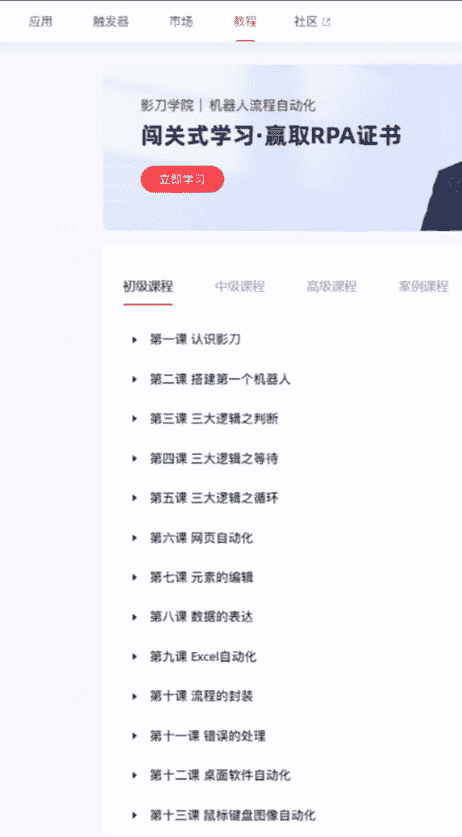 应用 触发器 市场 教程 社区
影刀学院 | 机器人流程自动化
闯关式学习·赢取RPA证书
立即学习
初级课程 中级课程 高级课程 案例课程
第一课 认识影刀
第二课 搭建第一个机器人
第三课 三大逻辑之判断
第四课 三大逻辑之等待
第五课 三大逻辑之循环
第六课 网页自动化
第七课 元素的编辑
第八课 数据的表达
第九课 Excel自动化
第十课 流程的封装
第十一课 错误的处理
第十二课 桌面软件自动化
第十三课 鼠标键盘图像自动化